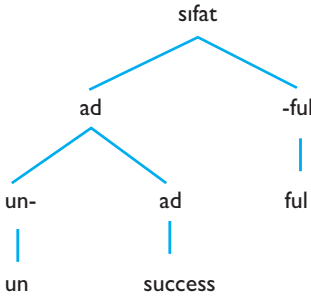 sıfat
ad -ful
un- ad ful
un success